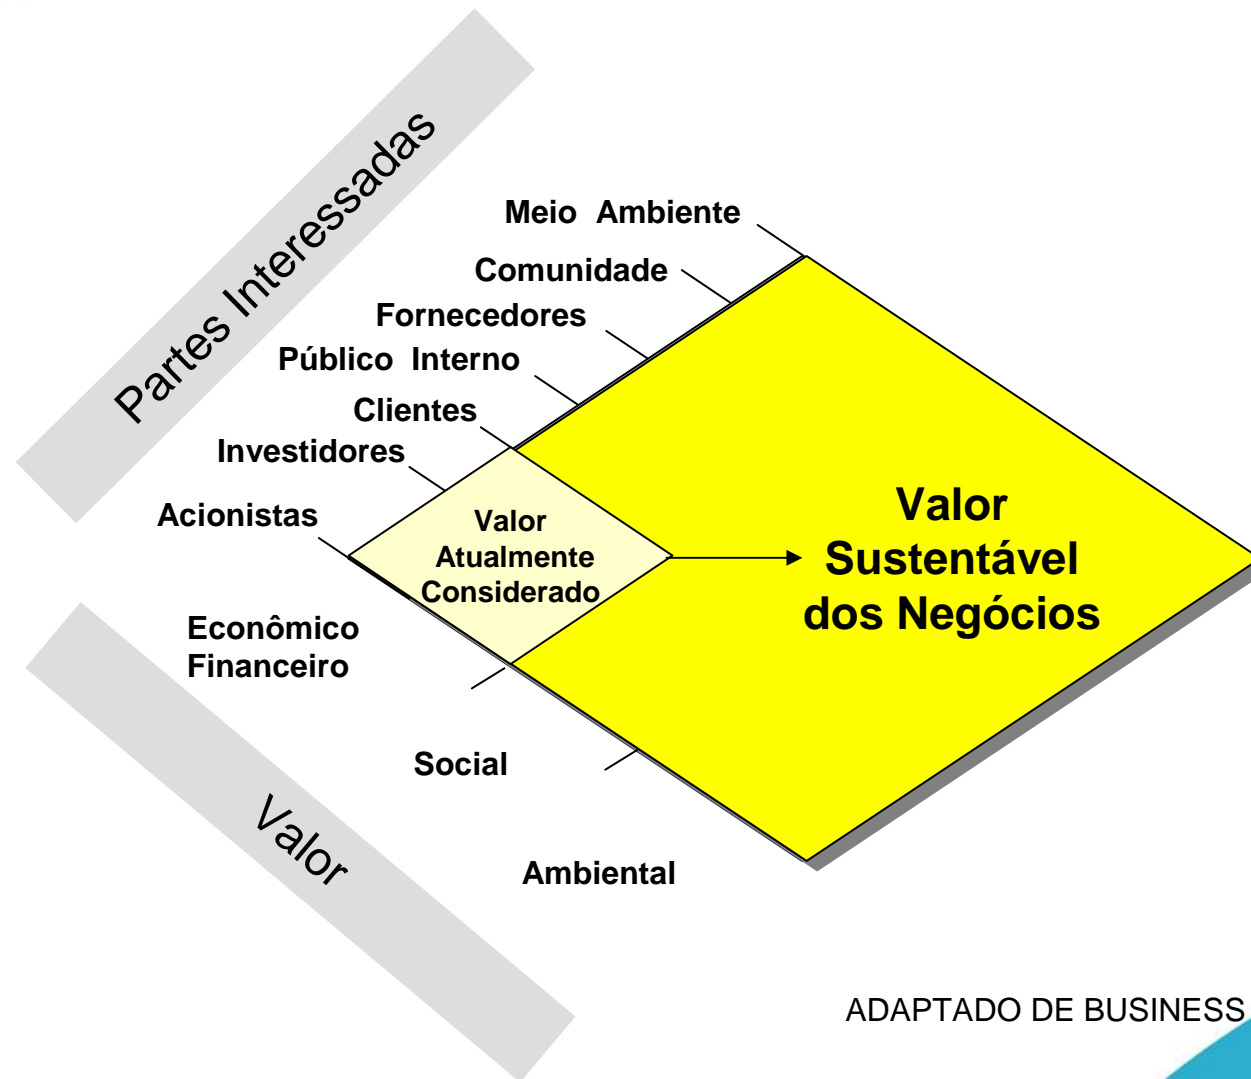 Partes Interessadas
Meio Ambiente
Comunidade
Fornecedores
Público Interno
Clientes
Investidores
Acionistas
Valor
Atualmente
Considerado
Valor
Sustentável
dos Negócios
Econômico
Financeiro
Social
Ambiental
Valor
ADAPTADO DE BUSINESS